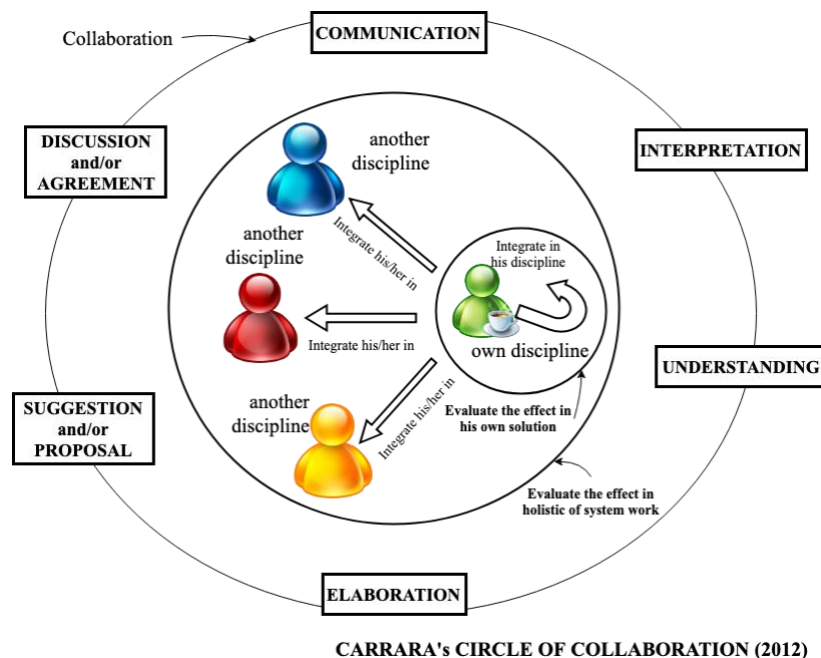 COMMUNICATION
Collaboration
DISCUSSION
and/or
AGREEMENT
another
discipline
INTERPRETATION
Integrate his/her in
another
discipline
Integrate in
his discipline
Integrate his/her in
own discipline
UNDERSTANDING
another
discipline
Integrate his/her in
Evaluate the effect in
his own solution
SUGGESTION
and/or
PROPOSAL
Evaluate the effect in
holistic of system work
ELABORATION
CARRARA's CIRCLE OF COLLABORATION (2012)